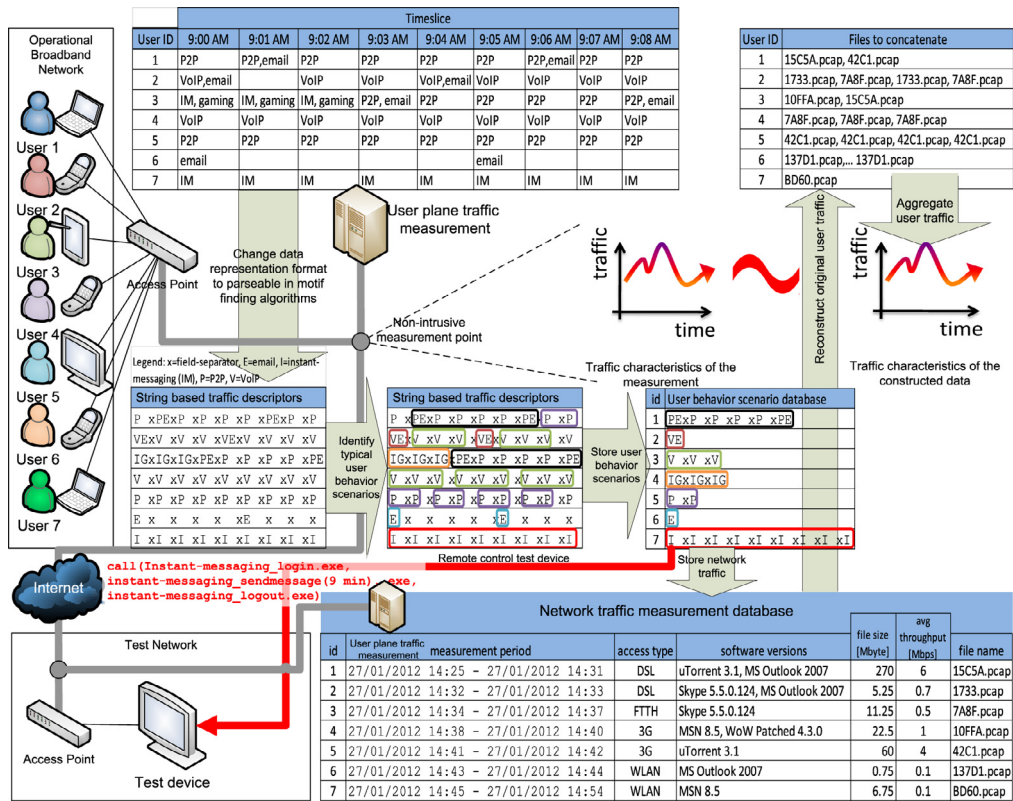 Operational
Broadband
Network
User 1
User 2
User 3
User 4
User 5
User 6
User 7
Access Point
Timeslice
User ID 9:00 AM 9:01 AM 9:02 AM 9:03 AM 9:04 AM 9:05 AM 9:06 AM 9:07 AM 9:08 AM
1 P2P P2P,email P2P P2P P2P P2P P2P,email P2P P2P
2 VoIP,email VoIP VoIP VoIP,email VoIP VoIP VoIP
3 IM, gaming IM, gaming IM, gaming P2P, email P2P P2P P2P P2P P2P, email
4 VoIP VoIP VoIP VoIP VoIP VoIP VoIP VoIP VoIP
5 P2P P2P P2P P2P P2P P2P P2P P2P P2P
6 email email
7 IM IM IM IM IM IM IM IM IM
User ID Files to concatenate
1 15C5A.pcap, 42C1.pcap
2 1733.pcap, 7A8F.pcap, 1733.pcap, 7A8F.pcap
3 10FFA.pcap, 15C5A.pcap
4 7A8F.pcap, 7A8F.pcap, 7A8F.pcap
5 42C1.pcap, 42C1.pcap, 42C1.pcap, 42C1.pcap
6 137D1.pcap,... 137D1.pcap
7 BD60.pcap
Change data
representation format
to parseable in motif
finding algorithms
User plane traffic
measurement
Non-intrusive
measurement point
traffic
time
Traffic characteristics of the
measurement
Reconstruct original user traffic
Aggregate
user traffic
traffic
time
Traffic characteristics of the
constructed data
Legend: x=field-separator, E=email, I=instant-
messaging (IM), P=P2P, V=VoIP
String based traffic descriptors
P xPExP xP xP xP xPExP xP
VExV xV xV xVExV xV xV xV
IGxIGxIGxPExP xP xP xP xPE
V xV xV xV xV xV xV xV xV
P xP xP xP xP xP xP xP xP
E x x x x xE x x x
I xI xI xI xI xI xI xI xI
Identify
typical
user
behavior
scenarios
String based traffic descriptors
P xPExP xP xP xP xPE P xP
VExV xV xV xVExV xV xV xV
IGxIGxIG xPExP xP xP xP xPE
V xV xV xV xV xV xV xV xV
P xP xP xP xP xP xP xP xP
E x x x x xE x x x
I xI xI xI xI xI xI xI xI
Remote control test device
Store user
behavior
scenarios
id User behavior scenario database
1 PExP xP xP xP xPE
2 VE
3 V xV xV
4 IGxIGxIG
5 P xP
6 E
7 I xI xI xI xI xI xI xI xI
Store network
traffic
Internet
call(Instant-messaging_login.exe,
instant-messaging_sendmessage(9 min) .exe,
instant-messaging_logout.exe)
Test Network
Access Point
Test device
User plane traffic
measurement
Network traffic measurement database
id measurement period access type software versions file size [Mbyte] avg throughput [Mbps] file name
1 27/01/2012 14:25 – 27/01/2012 14:31 DSL uTorrent 3.1, MS Outlook 2007 270 6 15C5A.pcap
2 27/01/2012 14:32 – 27/01/2012 14:33 DSL Skype 5.5.0.124, MS Outlook 2007 5.25 0.7 1733.pcap
3 27/01/2012 14:34 – 27/01/2012 14:37 FTTH Skype 5.5.0.124 11.25 0.5 7A8F.pcap
4 27/01/2012 14:38 – 27/01/2012 14:40 3G MSN 8.5, WoW Patched 4.3.0 22.5 1 10FFA.pcap
5 27/01/2012 14:41 – 27/01/2012 14:42 3G uTorrent 3.1 60 4 42C1.pcap
6 27/01/2012 14:43 – 27/01/2012 14:44 WLAN MS Outlook 2007 0.75 0.1 137D1.pcap
7 27/01/2012 14:45 – 27/01/2012 14:54 WLAN MSN 8.5 6.75 0.1 BD60.pcap